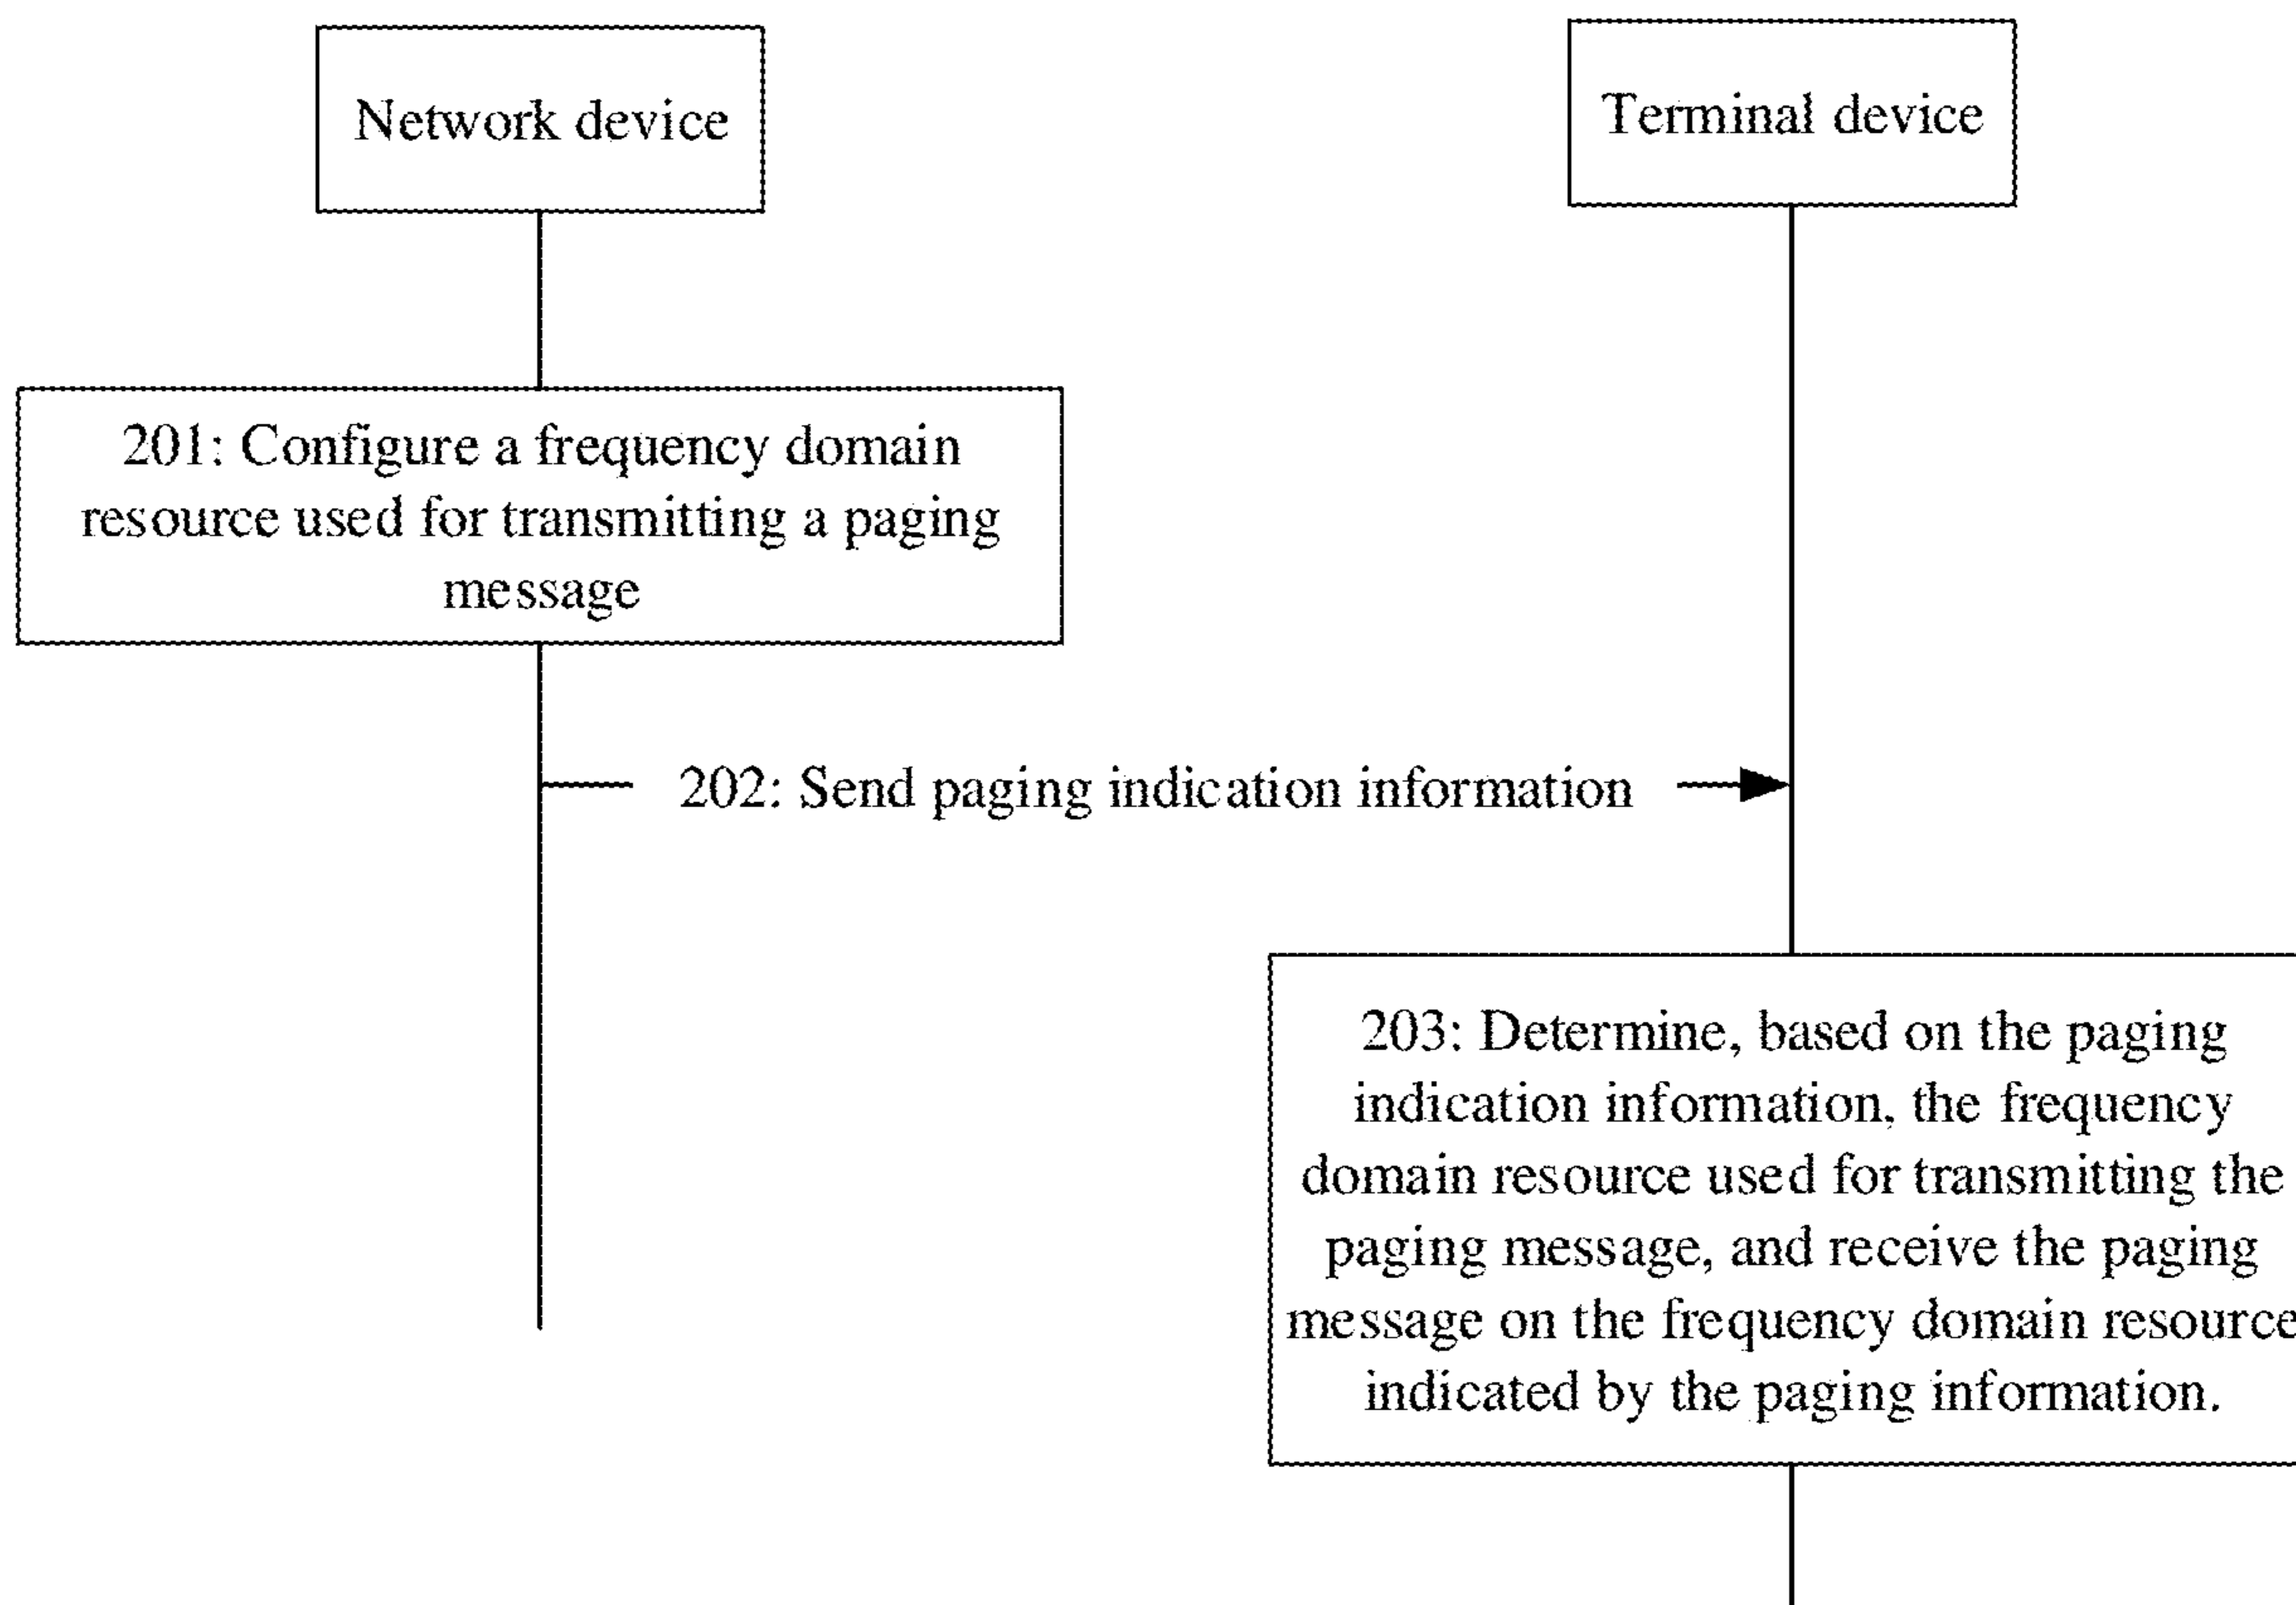 Network device
Terminal device
201: Configure a frequency domain
resource used for transmitting a paging
message
202: Send paging indication information
203: Determine, based on the paging
indication information, the frequency
domain resource used for transmitting the
paging message, and receive the paging
message on the frequency domain resource
indicated by the paging information.